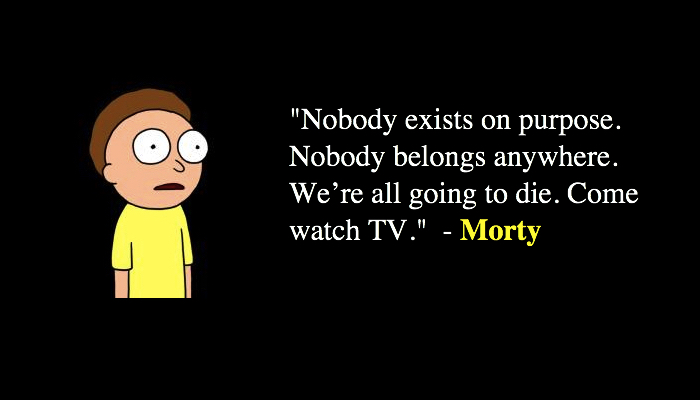 "Nobody exists on purpose.
Nobody belongs anywhere.
We’re all going to die. Come
watch TV."  - Morty